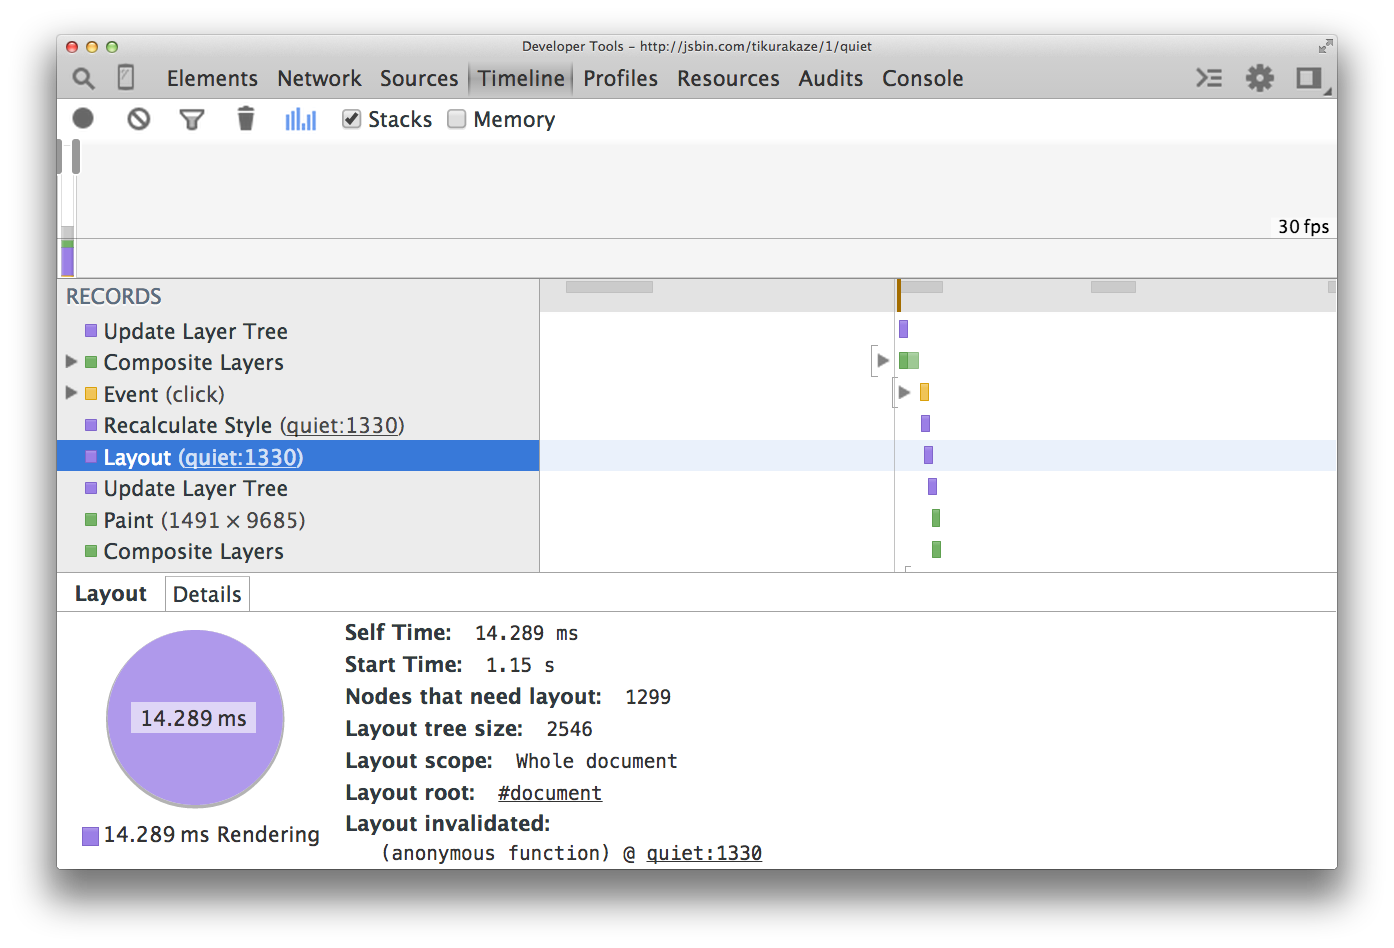 Developer Tools - http://jsbin.com/tikurakaze/1/quiet
Elements Network Sources Timeline Profiles Resources Audits Console
Stacks Memory
30 fps
RECORDS
Update Layer Tree
Composite Layers
Event (click)
Recalculate Style (quiet:1330)
Layout (quiet:1330)
Update Layer Tree
Paint (1491 × 9685)
Composite Layers
Layout Details
14.289 ms
14.289 ms Rendering
Self Time: 14.289 ms
Start Time: 1.15 s
Nodes that need layout: 1299
Layout tree size: 2546
Layout scope: Whole document
Layout root: #document
Layout invalidated:
(anonymous function) @ quiet:1330